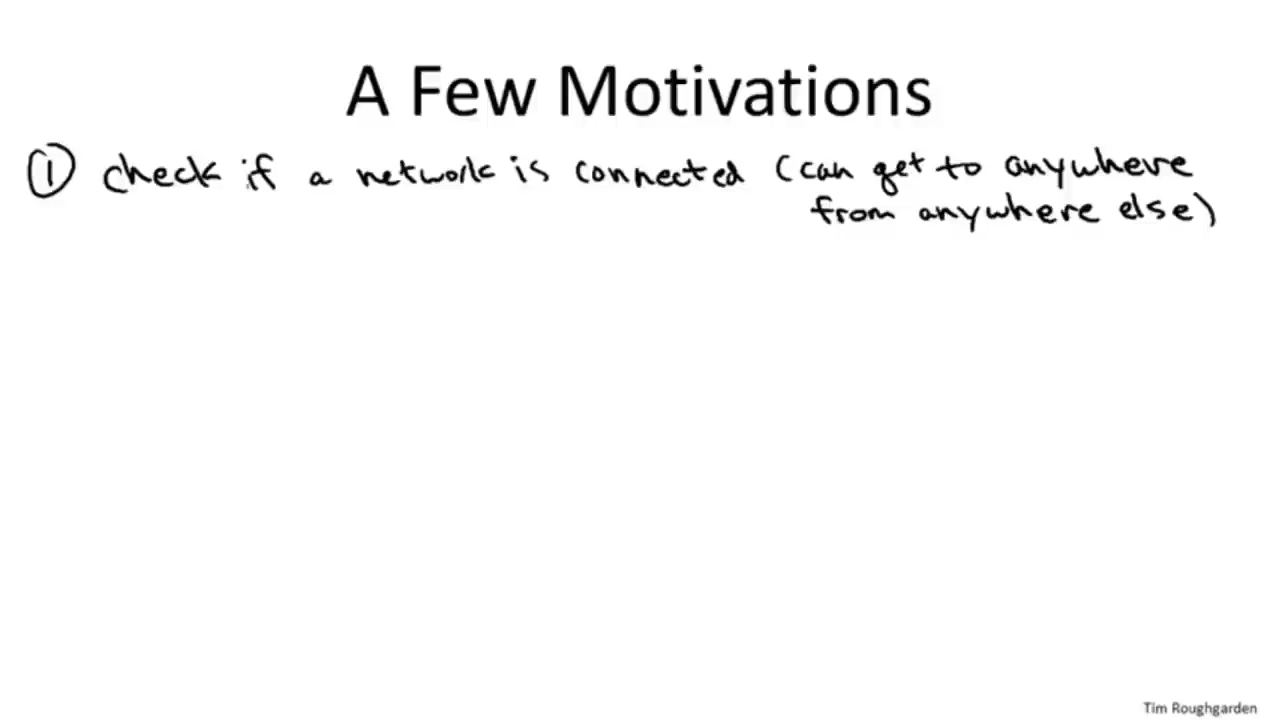 A Few Motivations
① check if a network is connected (can get to anywhere
from anywhere else)
Tim Roughgarden